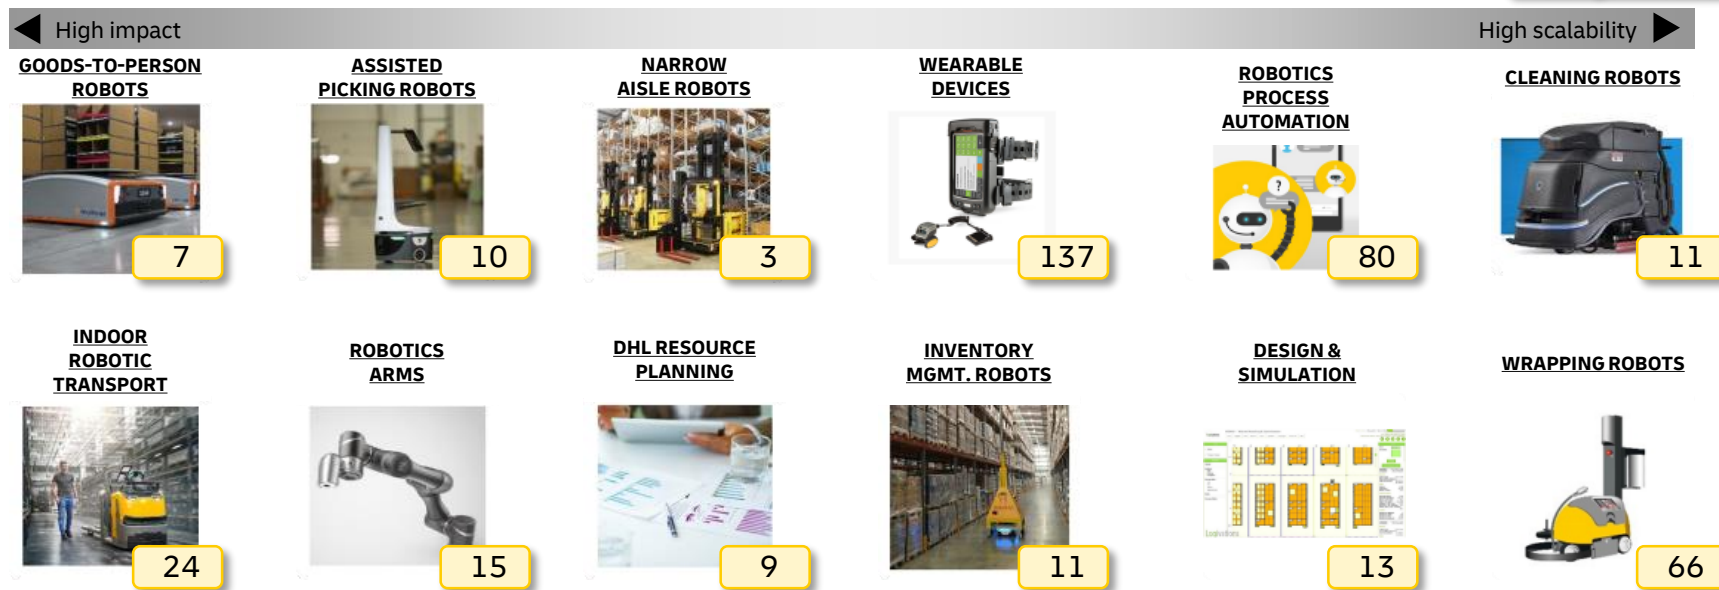 High impact
High scalability
GOODS-TO-PERSON
ROBOTS
7
ASSISTED
PICKING ROBOTS
10
NARROW
AISLE ROBOTS
3
WEARABLE
DEVICES
137
ROBOTICS
PROCESS
AUTOMATION
?
80
CLEANING ROBOTS
11
INDOOR
ROBOTIC
TRANSPORT
24
ROBOTICS
ARMS
15
DHL RESOURCE
PLANNING
9
INVENTORY
MGMT. ROBOTS
11
DESIGN &
SIMULATION
13
WRAPPING ROBOTS
66